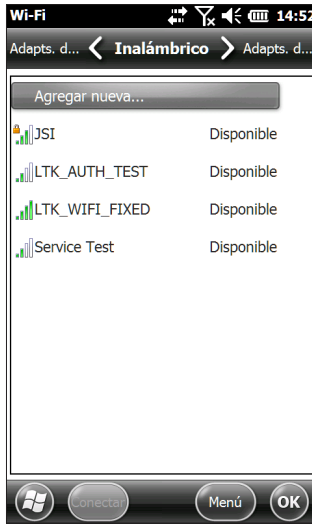 Wi-Fi 14:52
Adapts. d... Inalámbrico Adapts. d...
Agregar nueva...
JSI Disponible
LTK_AUTH_TEST Disponible
LTK_WIFI_FIXED Disponible
Service Test Disponible
Conectar Menú OK